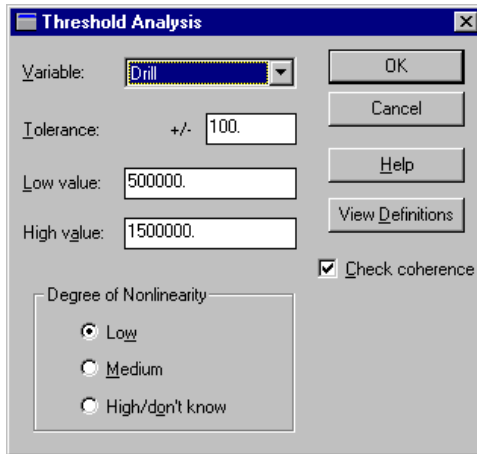 Threshold Analysis
Variable: Drill
OK
Cancel
Tolerance: +/- 100.
Help
Low value: 500000.
View Definitions
High value: 1500000.
Check coherence
Degree of Nonlinearity
Low
Medium
High/don't know